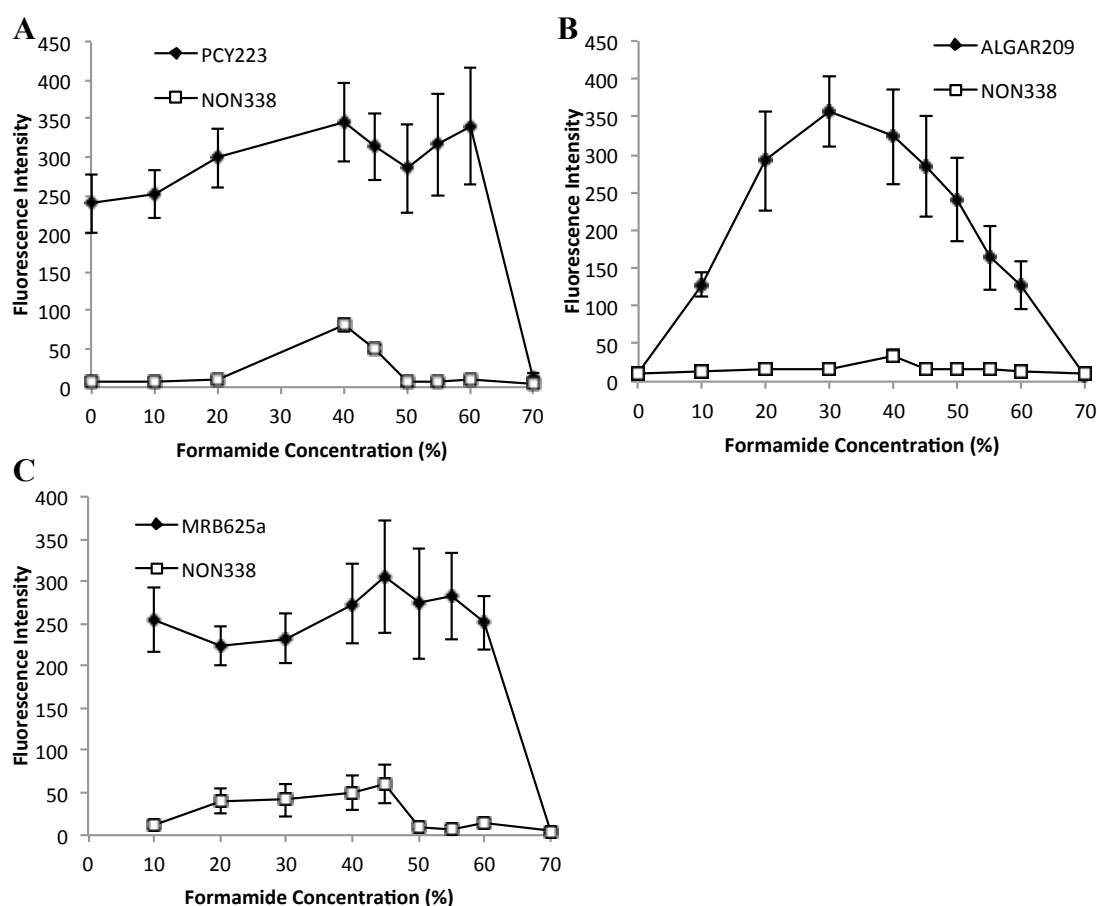 A
PCY223
NON338
450
400
350
300
250
200
150
100
50
0
Fluorescence Intensity
0 10 20 30 40 50 60 70
Formamide Concentration (%)
B
ALGAR209
NON338
450
400
350
300
250
200
150
100
50
0
Fluorescence Intensity
0 10 20 30 40 50 60 70
Formamide Concentration (%)
C
MRB625a
NON338
400
350
300
250
200
150
100
50
0
Fluorescence Intensity
0 10 20 30 40 50 60 70
Formamide Concentration (%)